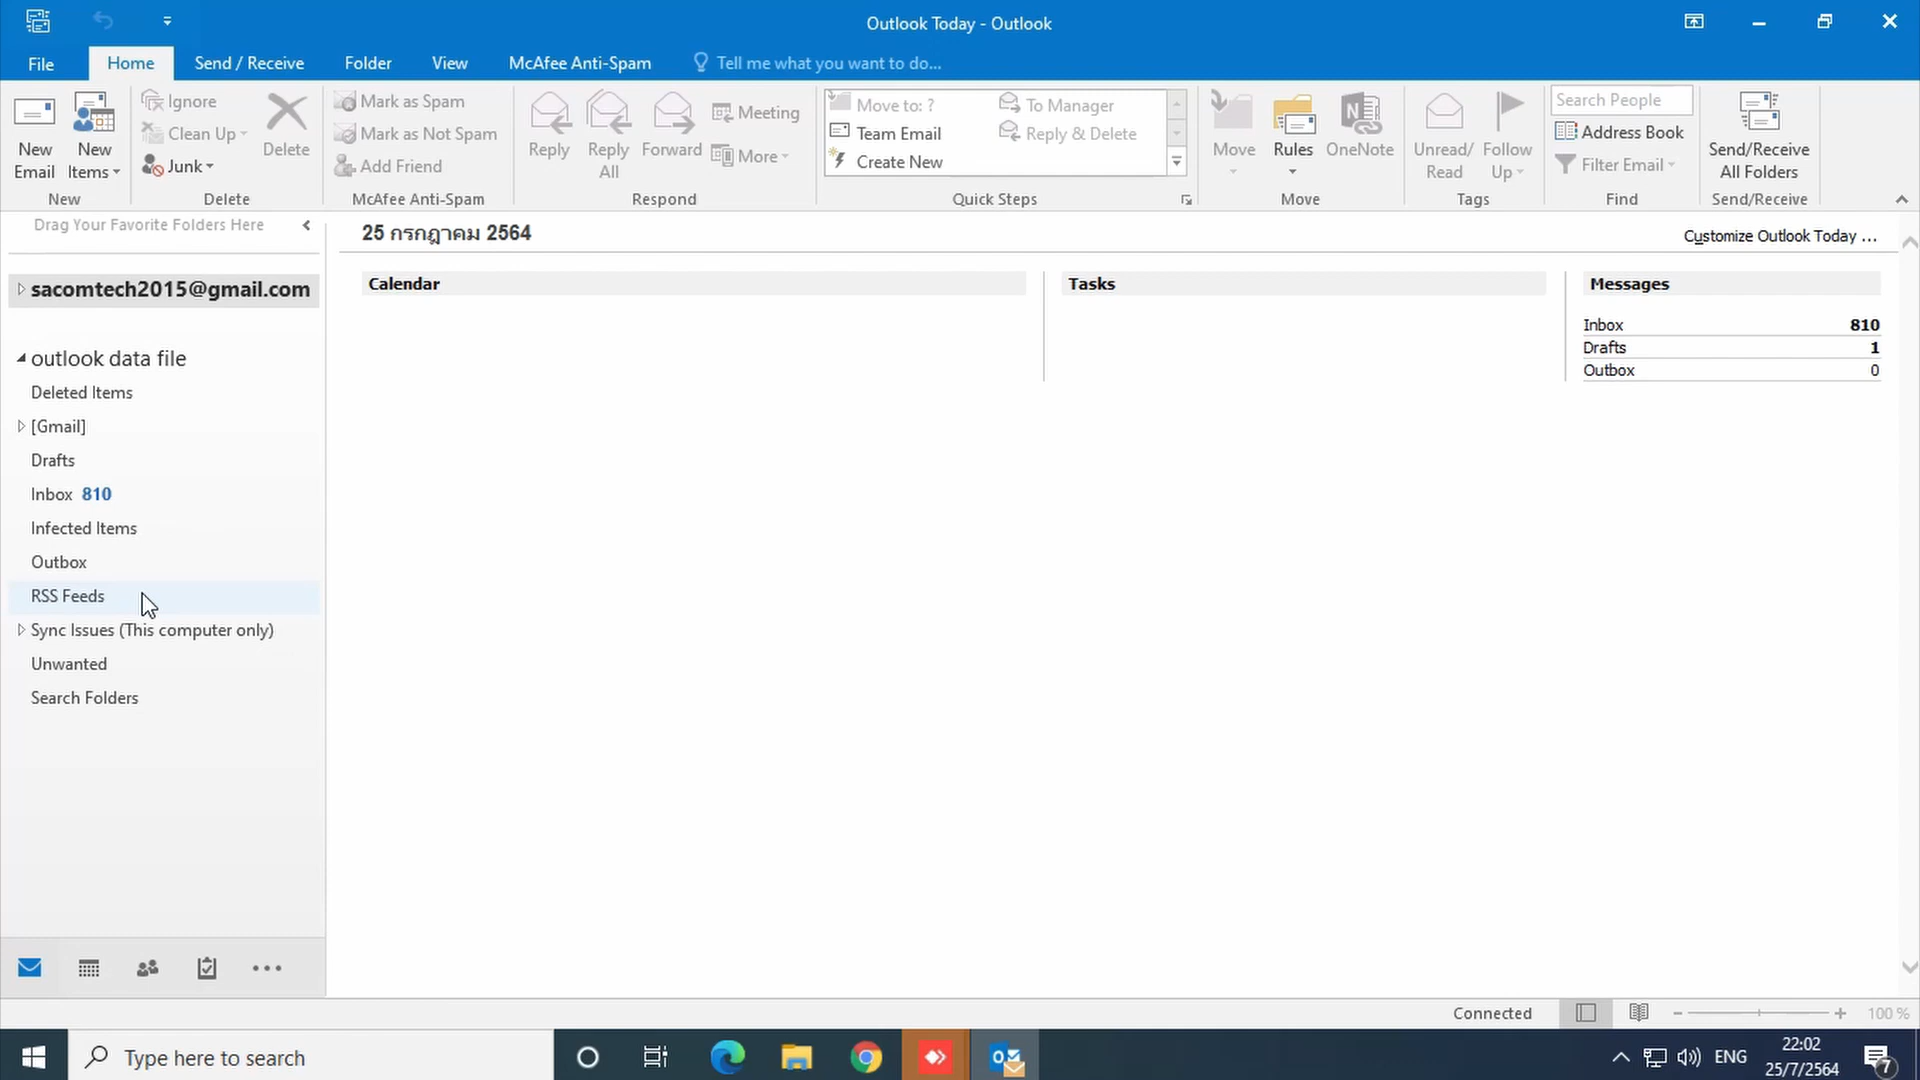 Outlook Today - Outlook
File
Home
Send / Receive
Folder
View
McAfee Anti-Spam
Tell me what you want to do...
New Email
New Items
New
Ignore
Clean Up
Junk
Delete
Delete
Mark as Spam
Mark as Not Spam
Add Friend
McAfee Anti-Spam
Reply
Reply All
Forward
Meeting
More
Respond
Move to: ?
Team Email
Create New
To Manager
Reply & Delete
Quick Steps
Move
Rules
OneNote
Move
Unread/ Read
Follow Up
Tags
Search People
Address Book
Filter Email
Find
Send/Receive All Folders
Send/Receive
Drag Your Favorite Folders Here
sacomtech2015@gmail.com
outlook data file
Deleted Items
[Gmail]
Drafts
Inbox 810
Infected Items
Outbox
RSS Feeds
Sync Issues (This computer only)
Unwanted
Search Folders
25 กรกฎาคม 2564
Customize Outlook Today ...
Calendar
Tasks
Messages
Inbox 810
Drafts 1
Outbox 0
Connected
100 %
Type here to search
ENG
22:02
25/7/2564
7